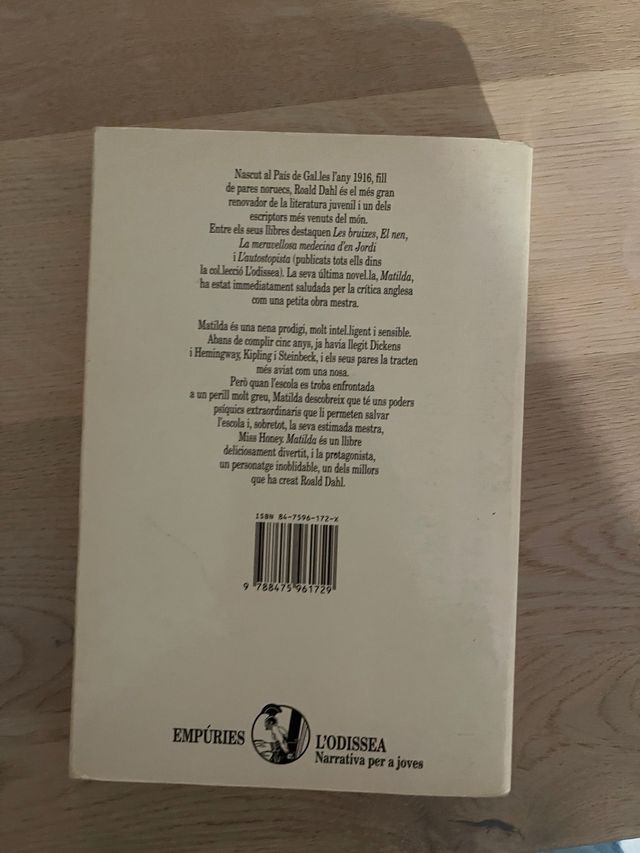 Nascut al País de Gal.les l'any 1916, fill
de pares noruecs, Roald Dahl és el més gran
renovador de la literatura juvenil i un dels
escriptors més venuts del món.
Entre els seus llibres destaquen Les bruixes, El nen,
La meravellosa medecina d'en Jordi
i L'autostopista (publicats tots ells dins
la col.lecció L'odissea). La seva última novel.la, Matilda,
ha estat immediatament saludada per la crítica anglesa
com una petita obra mestra.
Matilda és una nena prodigi, molt intel.ligent i sensible.
Abans de complir cinc anys, ja havia llegit Dickens
i Hemingway, Kipling i Steinbeck, i els seus pares la tracten
més aviat com una nosa.
Però quan l'escola es troba enfrontada
a un perill molt greu, Matilda descobreix que té uns poders
psíquics extraordinaris que li permeten salvar
l'escola i, sobretot, la seva estimada mestra,
Miss Honey. Matilda és un llibre
deliciosament divertit, i la protagonista,
un personatge inoblidable, un dels millors
que ha creat Roald Dahl.
ISBN 84-7596-172-X
9 788475 961729
EMPÚRIES
L'ODISSEA
Narrativa per a joves